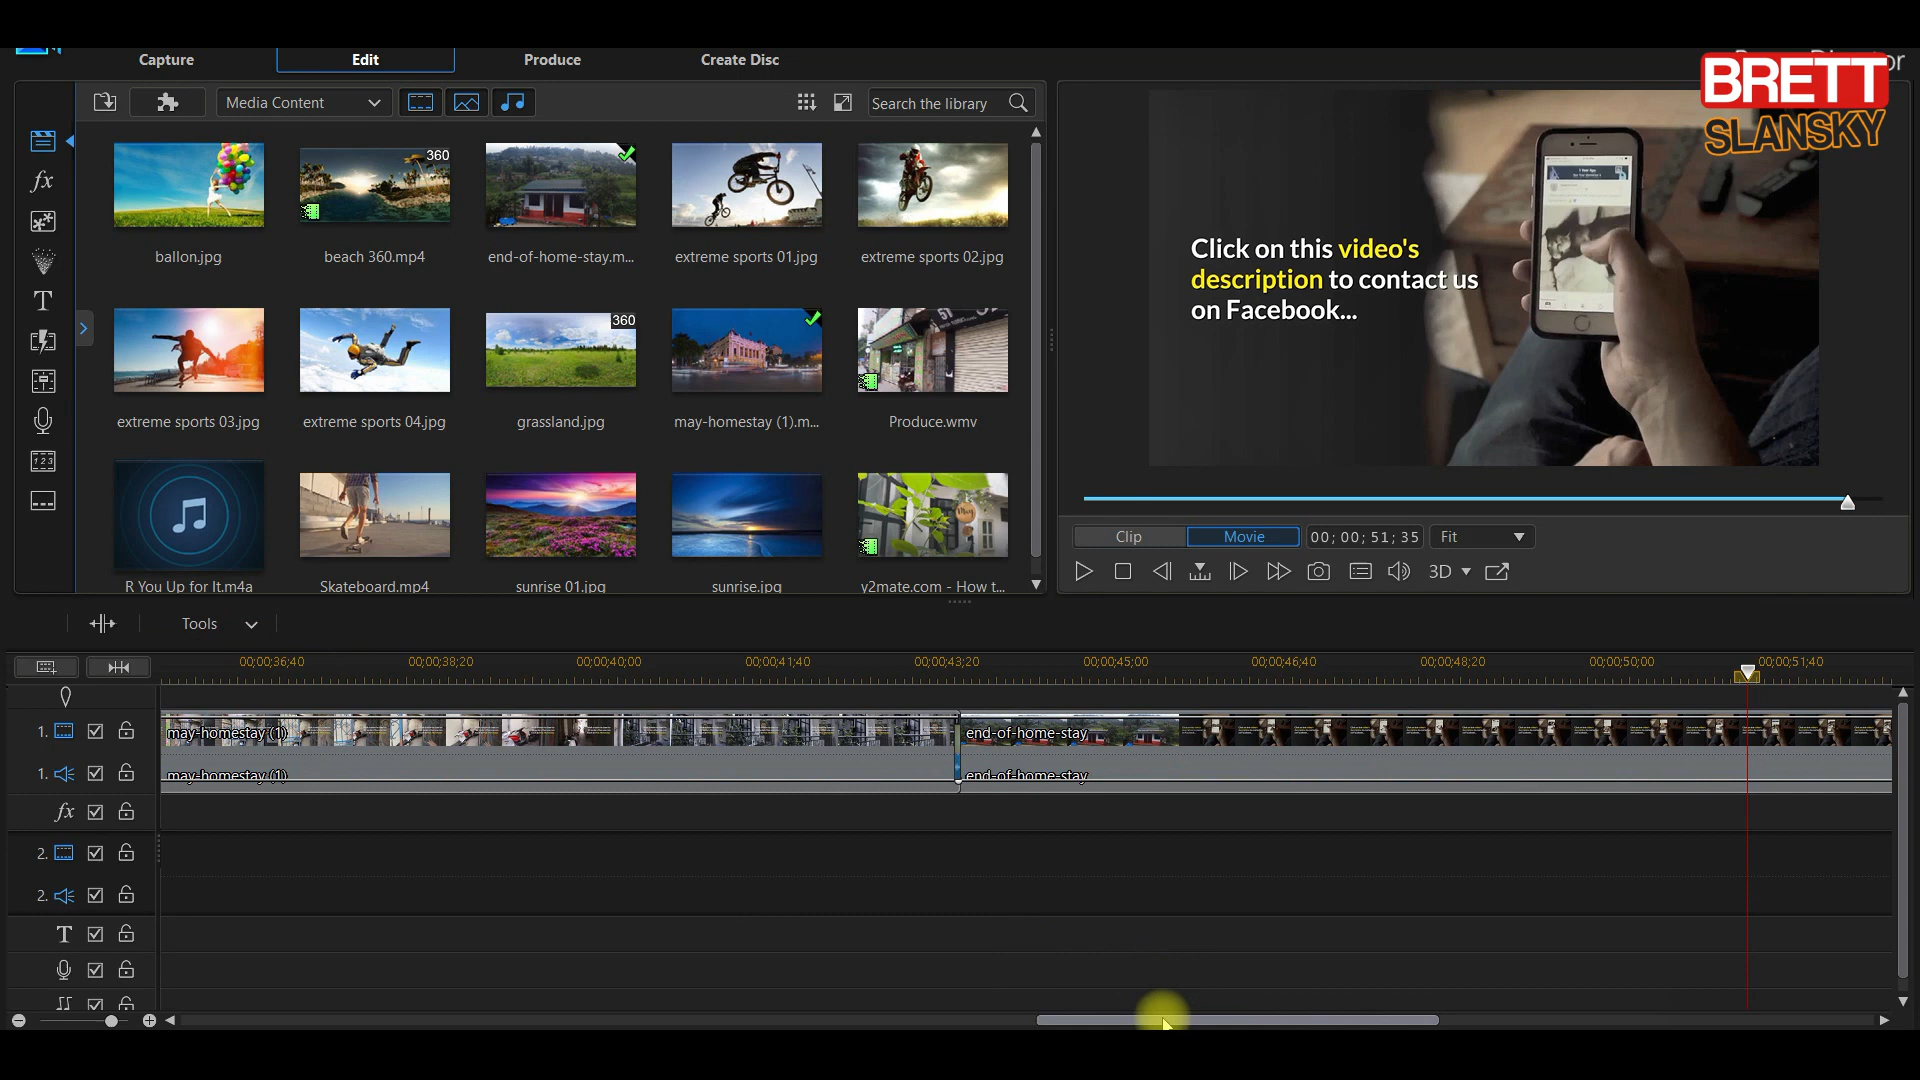 Capture
Edit
Produce
Create Disc
BRETT
SLANSKY
Media Content
Search the library
ballon.jpg
360
beach 360.mp4
end-of-home-stay.m...
extreme sports 01.jpg
extreme sports 02.jpg
extreme sports 03.jpg
extreme sports 04.jpg
360
grassland.jpg
may-homestay (1).m...
Produce.wmv
R You Up for It.m4a
Skateboard.mp4
sunrise 01.jpg
sunrise.jpg
y2mate.com - How t...
Click on this video's
description to contact us
on Facebook...
Clip
Movie
00; 00; 51; 35
Fit
3D
Tools
00;00;36;40
00;00;38;20
00;00;40;00
00;00;41;40
00;00;43;20
00;00;45;00
00;00;46;40
00;00;48;20
00;00;50;00
00;00;51;40
1.
may-homestay (1)
end-of-home-stay
1.
may-homestay (1)
end-of-home-stay
fx
2.
2.
T